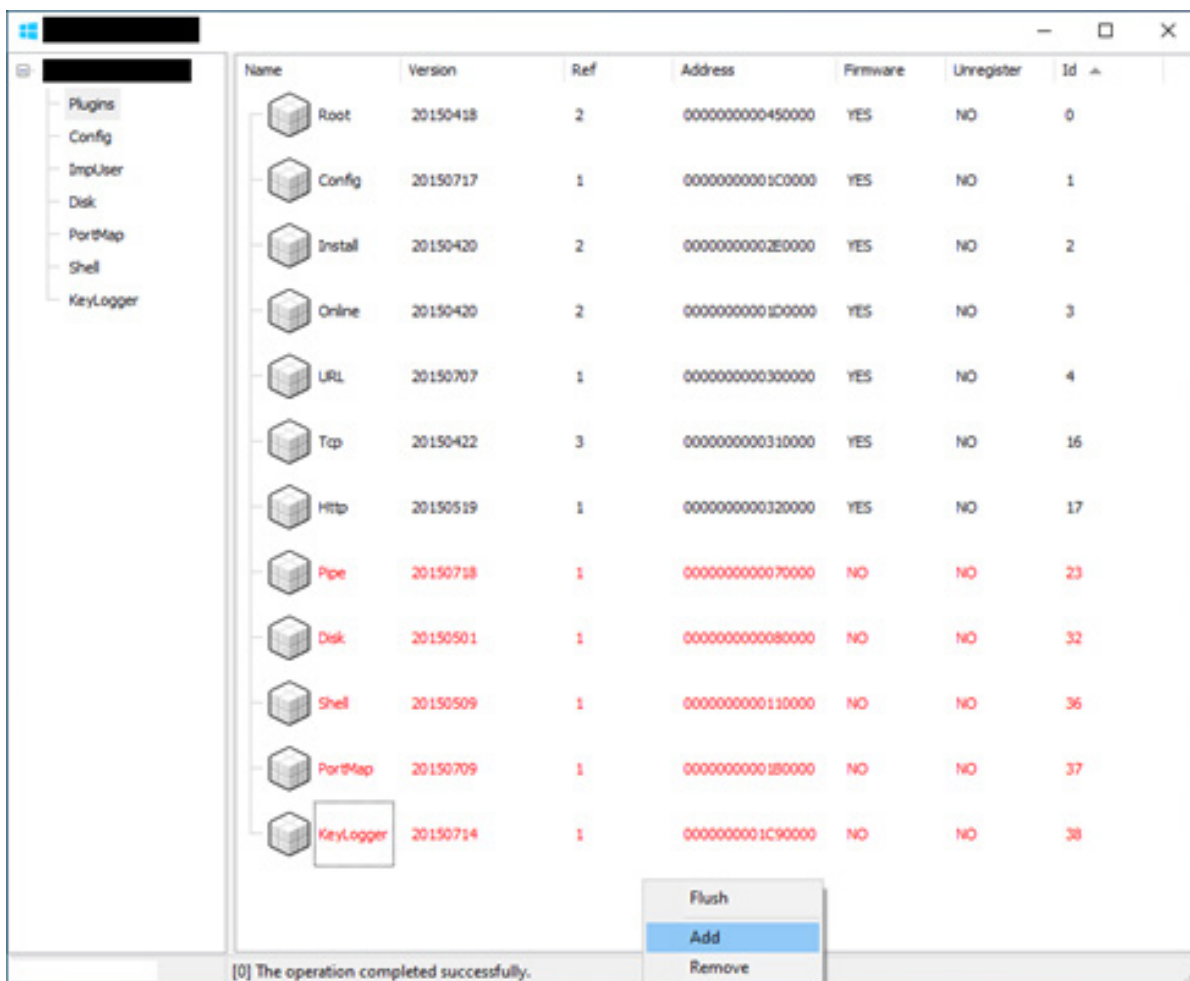 Plugins
Config
ImpUser
Disk
PortMap
Shell
KeyLogger
Name Version Ref Address Firmware Unregister Id
Root 20150418 2 0000000000450000 YES NO 0
Config 20150717 1 00000000001C0000 YES NO 1
Install 20150420 2 00000000002E0000 YES NO 2
Online 20150420 2 00000000001D0000 YES NO 3
URL 20150707 1 0000000000300000 YES NO 4
Tcp 20150422 3 0000000000310000 YES NO 16
Http 20150519 1 0000000000320000 YES NO 17
Pipe 20150718 1 0000000000070000 NO NO 23
Disk 20150501 1 0000000000080000 NO NO 32
Shell 20150509 1 0000000000110000 NO NO 36
PortMap 20150709 1 00000000001B0000 NO NO 37
KeyLogger 20150714 1 0000000001C90000 NO NO 38
Flush
Add
Remove
[0] The operation completed successfully.